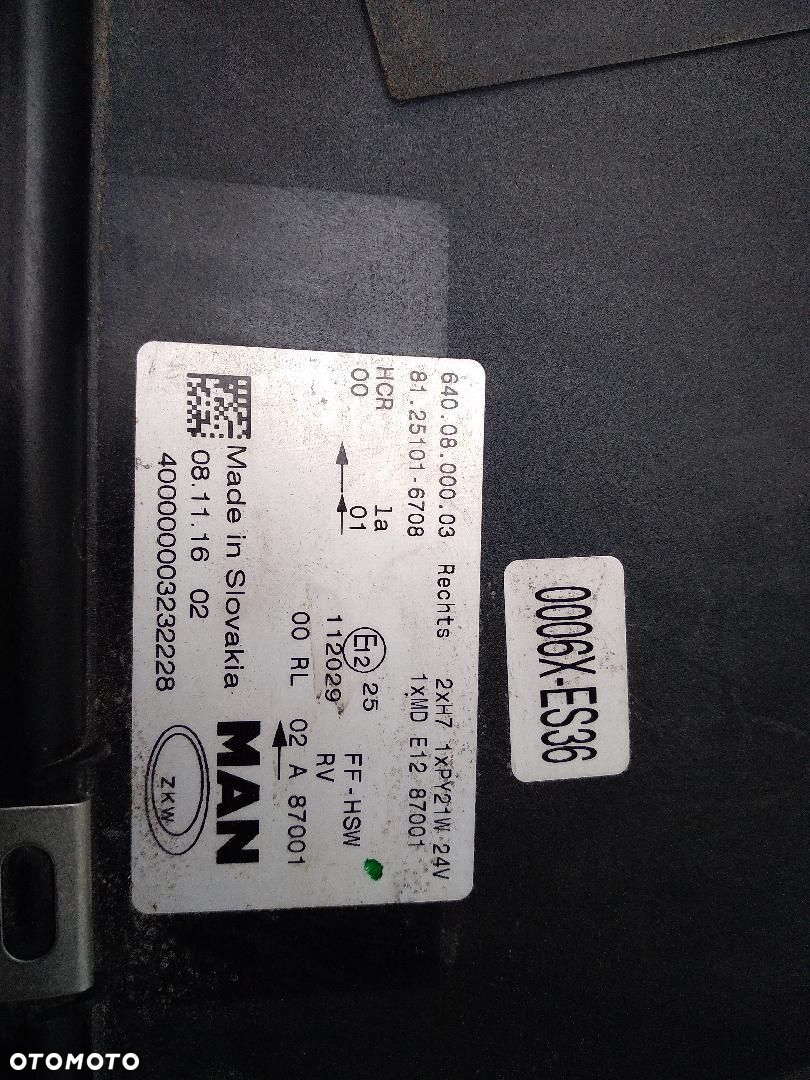 0006X-ES36
640.08.000.03 Rechts 2xH7 1xPY21W 24V
81.25101-6708 1xMD E12 87001
HCR 1a E12 25 FF-HSW
00 01 112029 RV
00 RL 02 A 87001
Made in Slovakia MAN
08.11.16 02
4000000003232228 ZKW
OTOMOTO